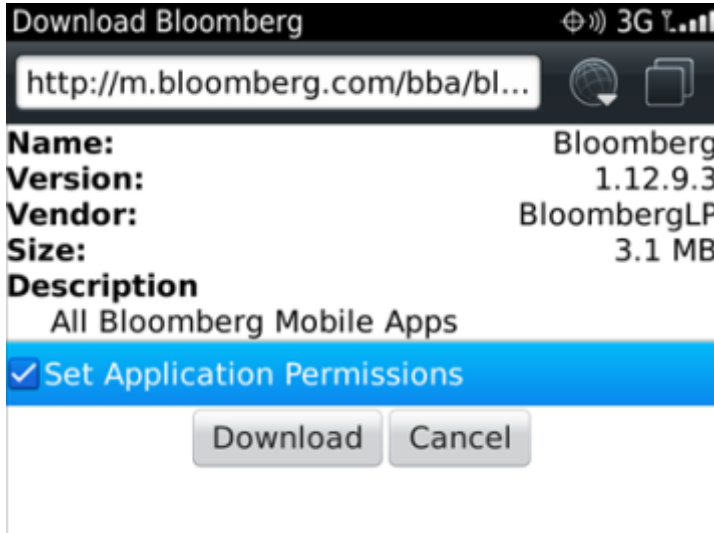 Download Bloomberg 3G
http://m.bloomberg.com/bba/bl...
Name: Bloomberg
Version: 1.12.9.3
Vendor: BloombergLP
Size: 3.1 MB
Description
All Bloomberg Mobile Apps
Set Application Permissions
Download Cancel